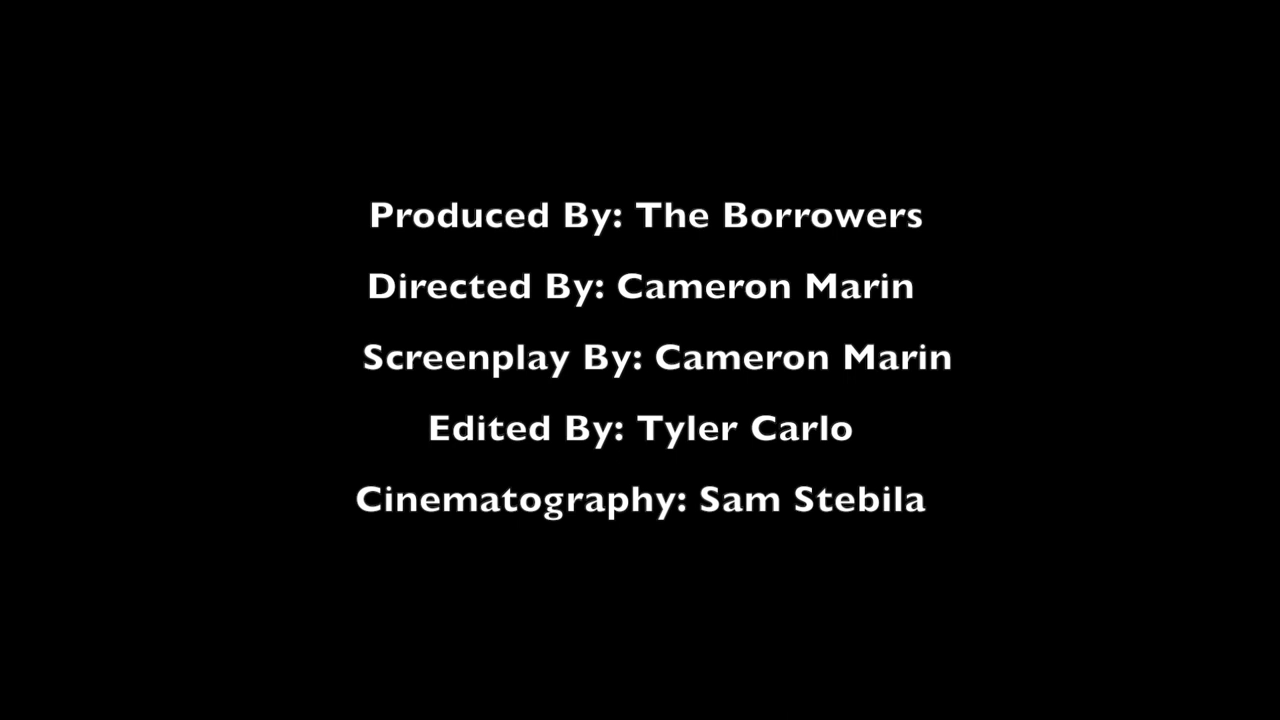 Produced By: The Borrowers
Directed By: Cameron Marin
Screenplay By: Cameron Marin
Edited By: Tyler Carlo
Cinematography: Sam Stebila